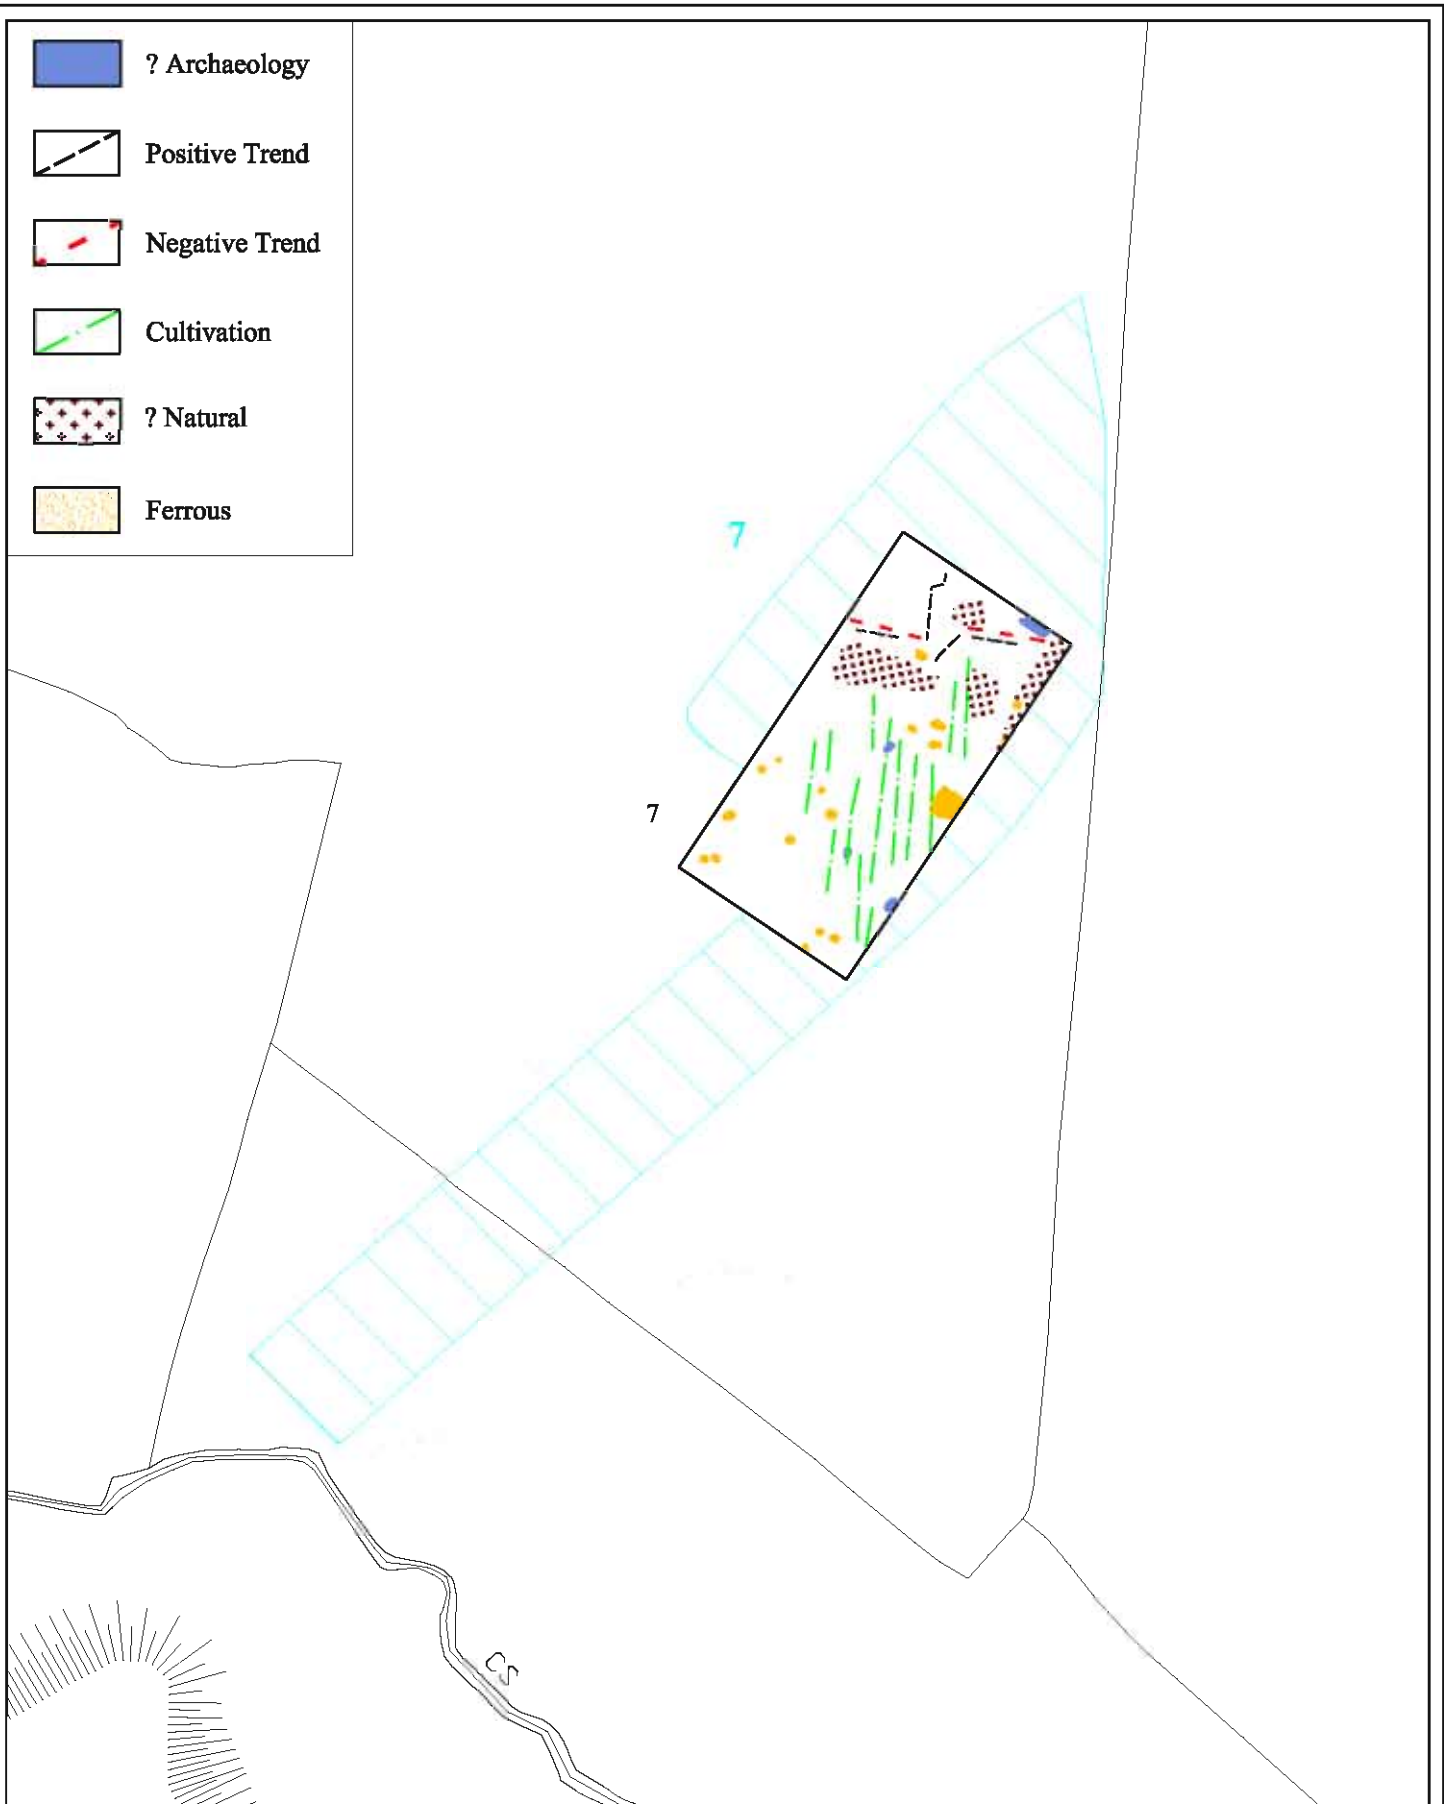 ? Archaeology
Positive Trend
Negative Trend
Cultivation
? Natural
Ferrous
7
7
CS